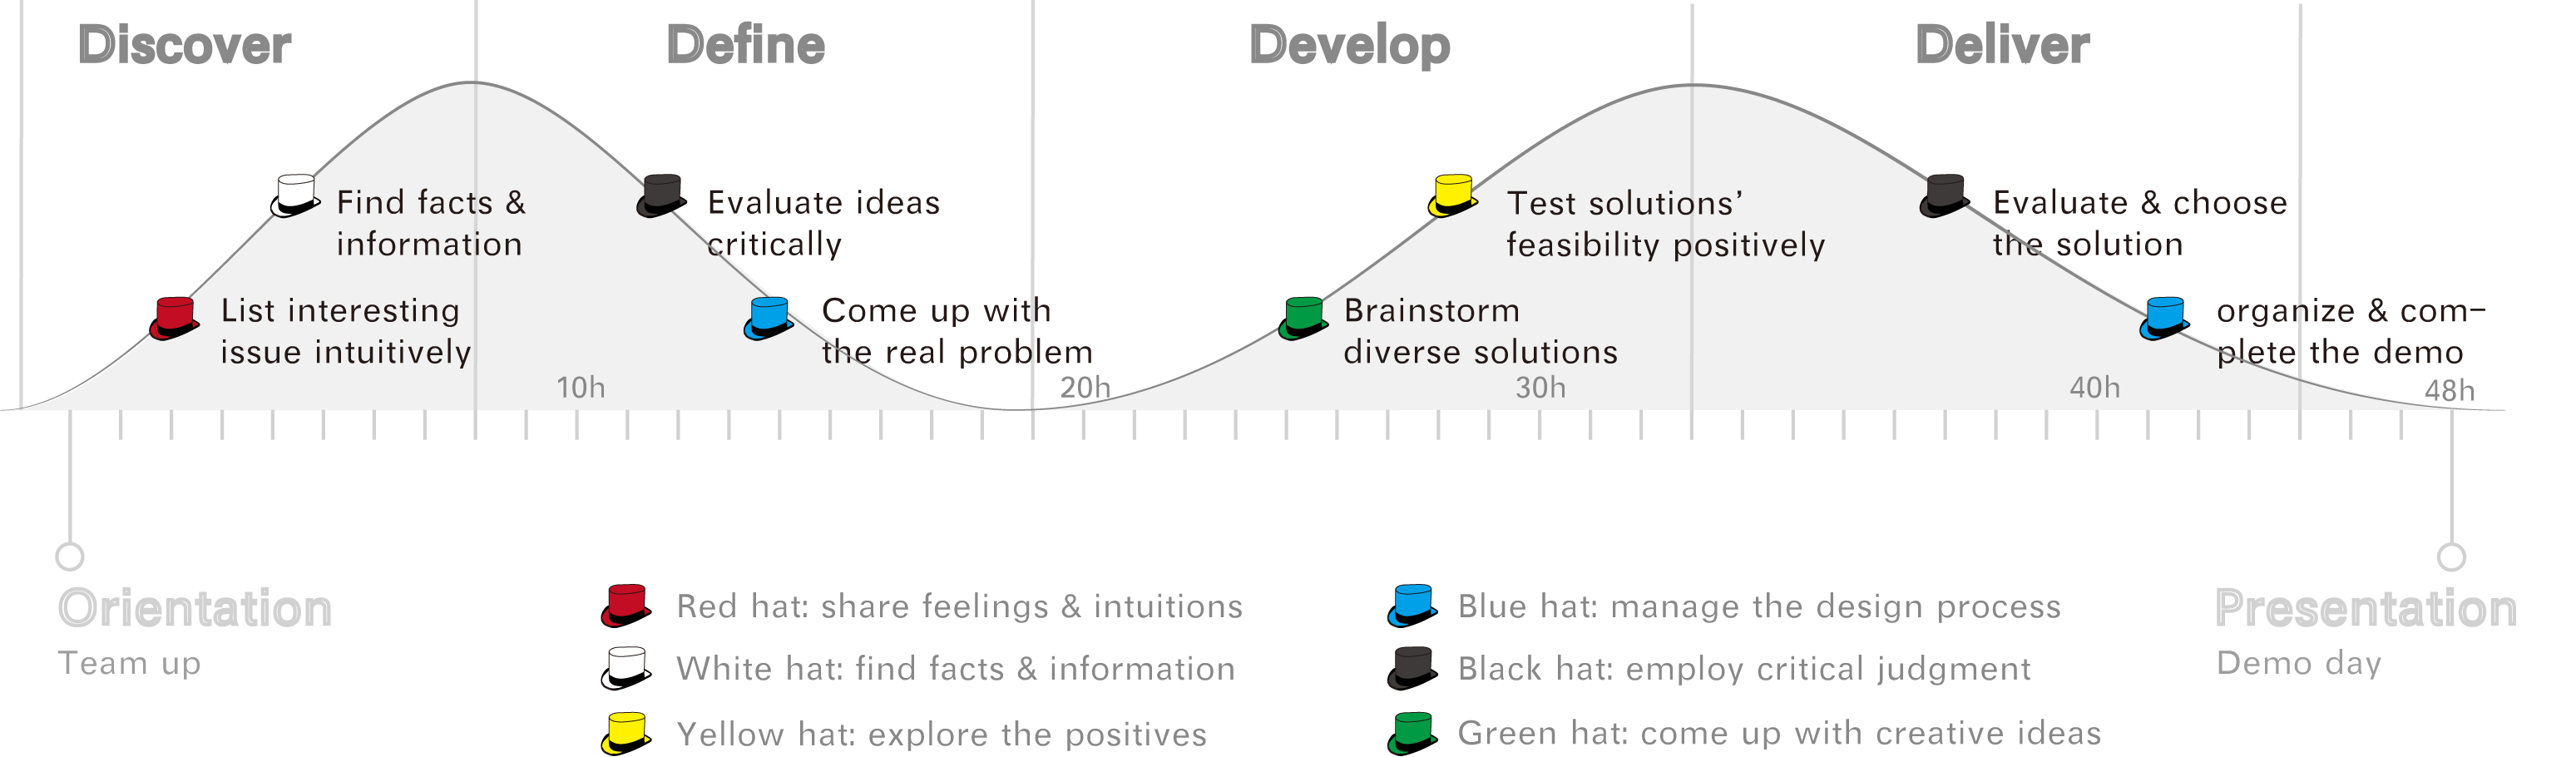 Discover
Define
Develop
Deliver
Find facts &
information
Evaluate ideas
critically
Test solutions’
feasibility positively
Evaluate & choose
the solution
List interesting
issue intuitively
Come up with
the real problem
Brainstorm
diverse solutions
organize & com-
plete the demo
10h
20h
30h
40h
48h
Orientation
Team up
Red hat: share feelings & intuitions
White hat: find facts & information
Yellow hat: explore the positives
Blue hat: manage the design process
Black hat: employ critical judgment
Green hat: come up with creative ideas
Presentation
Demo day